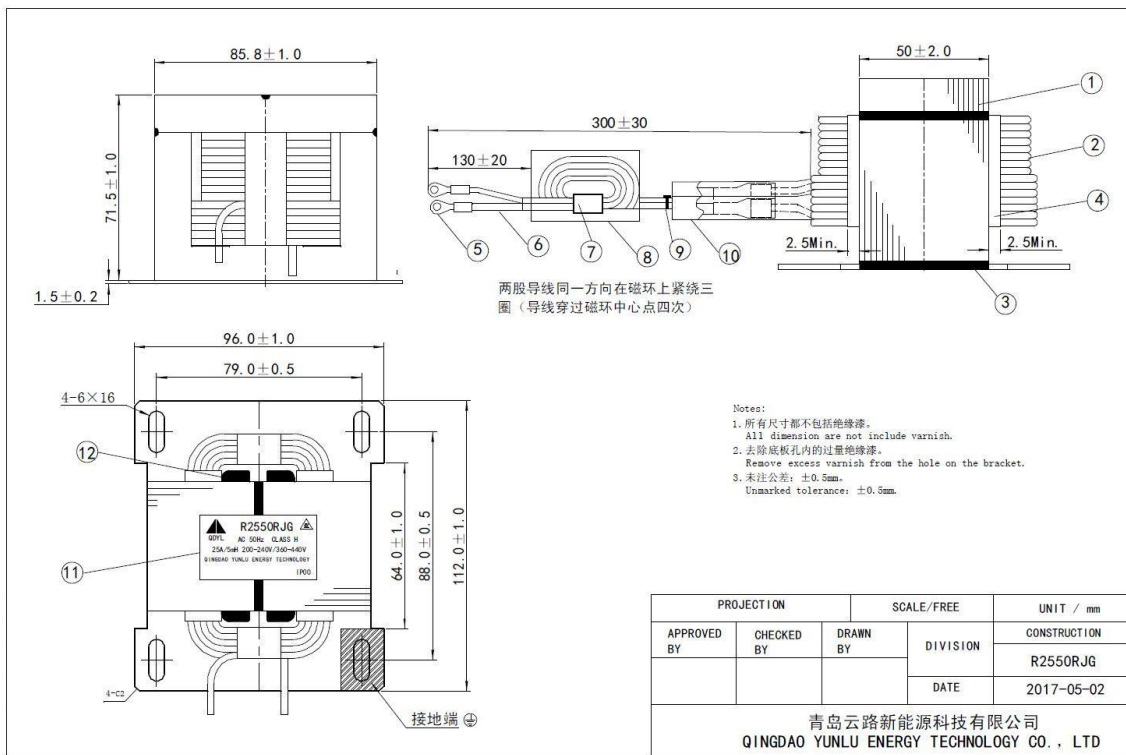 85.8±1.0
71.5±1.0
1.5±0.2
300±30
130±20
⑤
⑥
⑦
⑧
⑨
⑩
两股导线同一方向在磁环上紧绕三
圈（导线穿过磁环中心点四次）
50±2.0
①
②
④
2.5Min.
2.5Min.
③
96.0±1.0
79.0±0.5
4-6×16
⑫
⑪
QDYL
R2550RJG
AC 50Hz CLASS H
25A/5mH 200-240V/360-440V
QINGDAO YUNLU ENERGY TECHNOLOGY
IP00
64.0±1.0
88.0±0.5
112.0±1.0
4-C2
接地端
Notes:
1.所有尺寸都不包括绝缘漆。
All dimension are not include varnish.
2.去除底板孔内的过量绝缘漆。
Remove excess varnish from the hole on the bracket.
3.未注公差: ±0.5mm。
Unmarked tolerance: ±0.5mm.
PROJECTION
SCALE/FREE
UNIT / mm
APPROVED
BY
CHECKED
BY
DRAWN
BY
DIVISION
CONSTRUCTION
R2550RJG
DATE
2017-05-02
青岛云路新能源科技有限公司
QINGDAO YUNLU ENERGY TECHNOLOGY CO., LTD